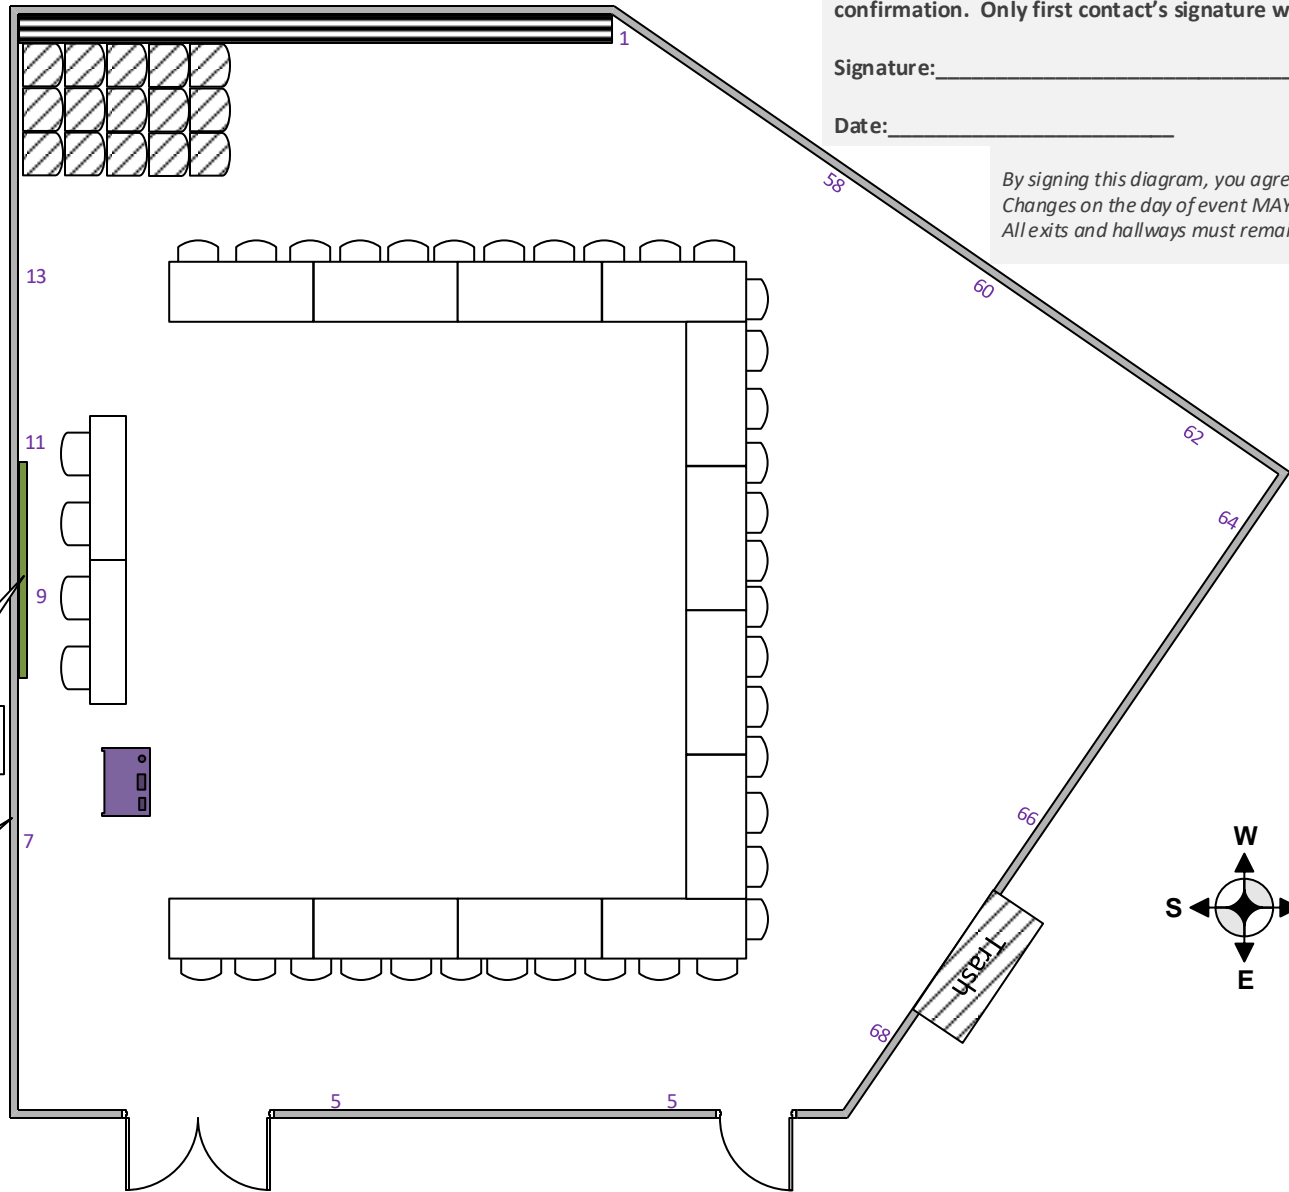 confirmation. Only first contact's signature w
Signature:
Date:
By signing this diagram, you agre
Changes on the day of event MAY
All exits and hallways must remai
1
58
13
60
11
62
64
9
66
7
W
S
E
Trash
68
5
5